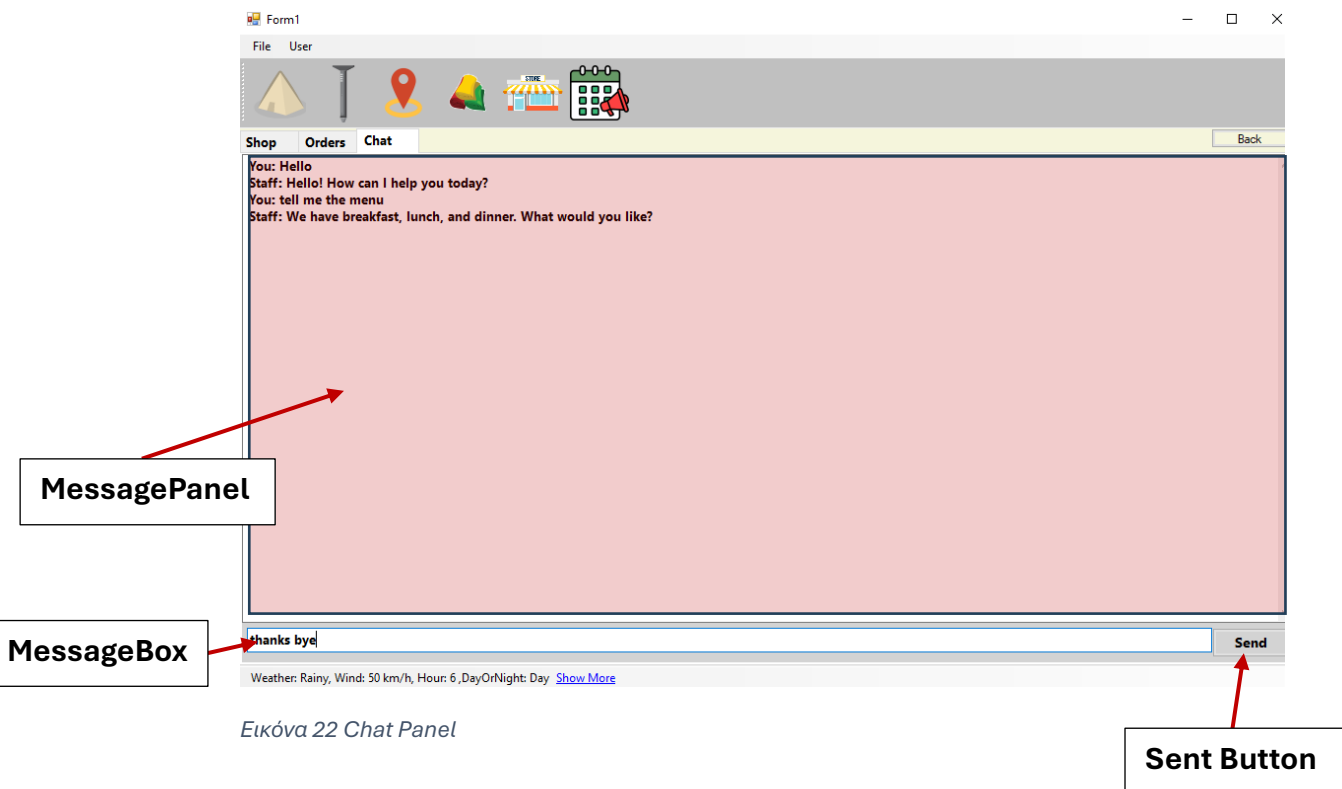 Form1
File User
STORE
Shop Orders Chat Back
You: Hello
Staff: Hello! How can I help you today?
You: tell me the menu
Staff: We have breakfast, lunch, and dinner. What would you like?
MessagePanel
thanks bye
Send
MessageBox
Weather: Rainy, Wind: 50 km/h, Hour: 6 ,DayOrNight: Day Show More
Εικόνα 22 Chat Panel
Sent Button